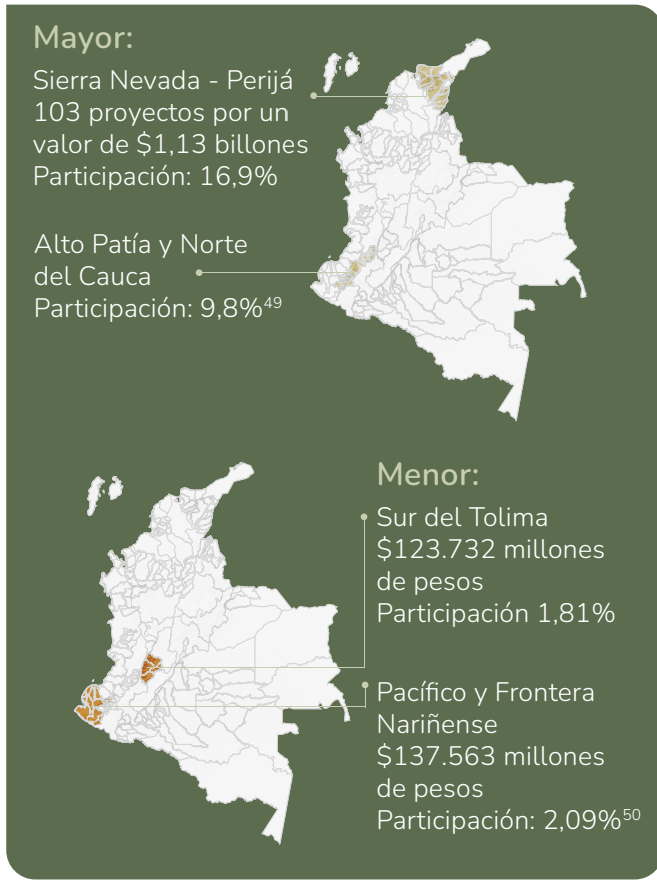 Mayor:
Sierra Nevada - Perijá
103 proyectos por un
valor de $1,13 billones
Participación: 16,9%
Alto Patía y Norte
del Cauca
Participación: 9,8%⁴⁹
Menor:
Sur del Tolima
$123.732 millones
de pesos
Participación 1,81%
Pacífico y Frontera
Nariñense
$137.563 millones
de pesos
Participación: 2,09%⁵⁰